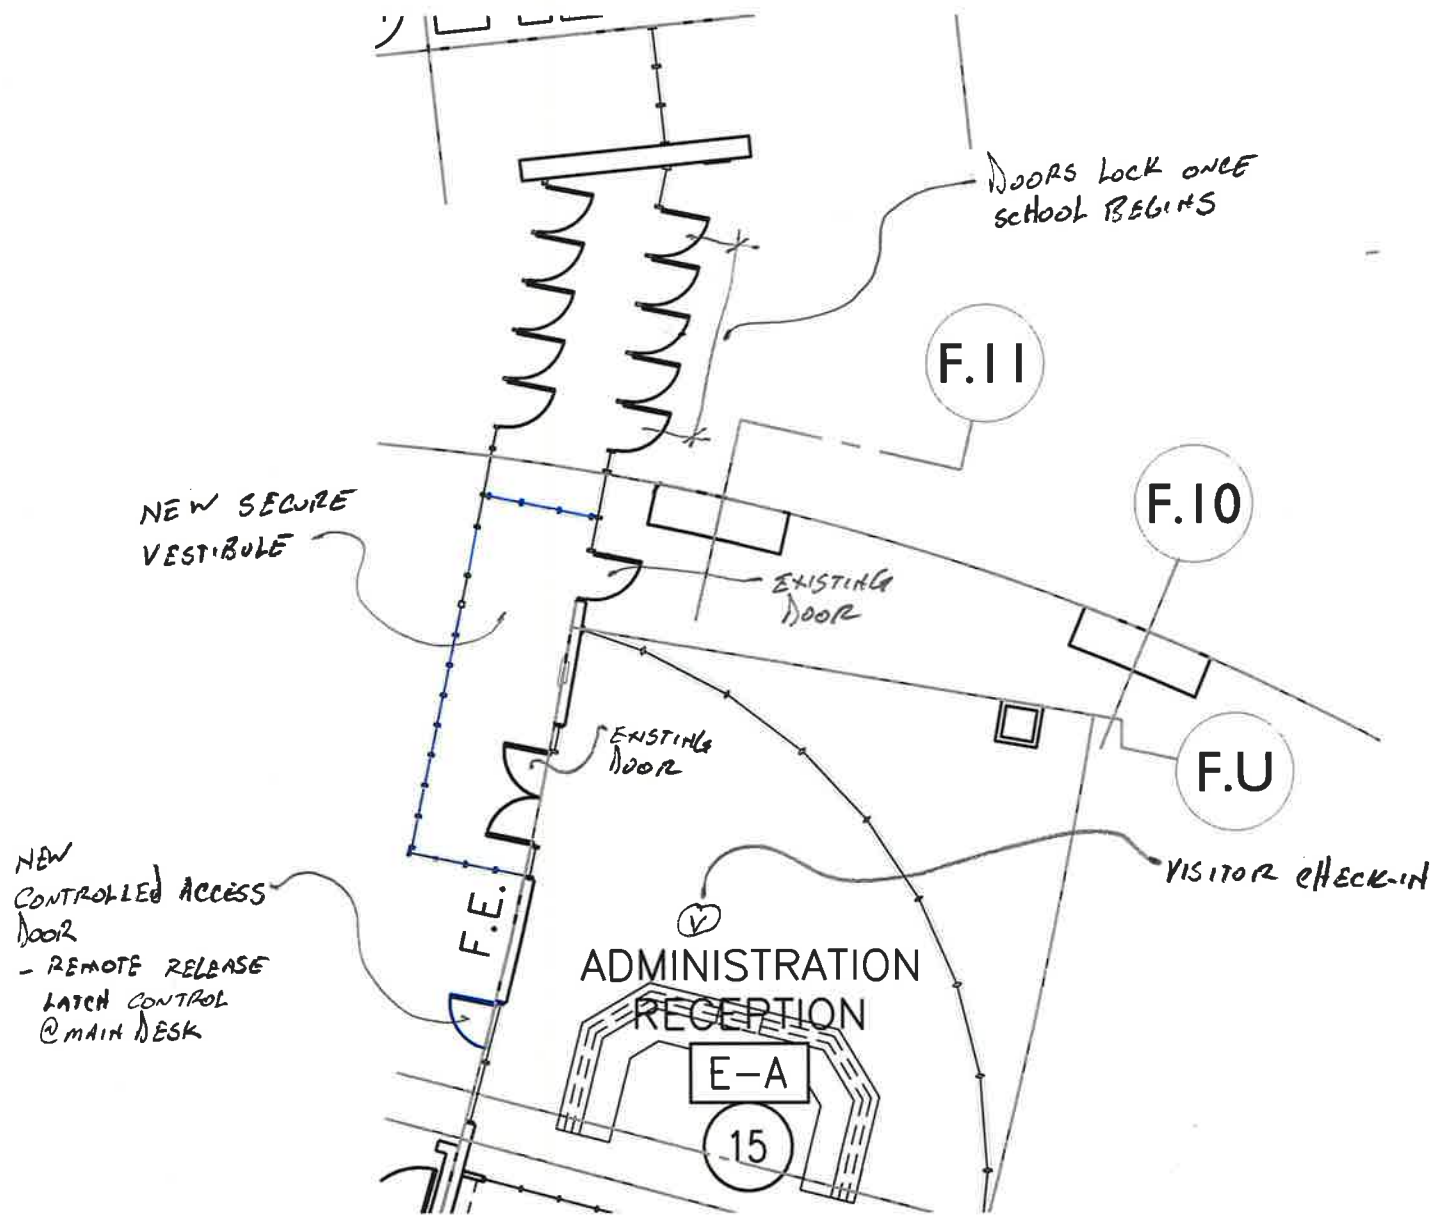 DOORS LOCK ONCE
SCHOOL BEGINS
F.11
F.10
NEW SECURE
VESTIBULE
EXISTING
DOOR
EXISTING
DOOR
F.U
NEW
CONTROLLED ACCESS
DOOR
- REMOTE RELEASE
LATCH CONTROL
@ MAIN DESK
F.E.
VISITOR CHECK-IN
V
ADMINISTRATION
RECEPTION
E-A
15